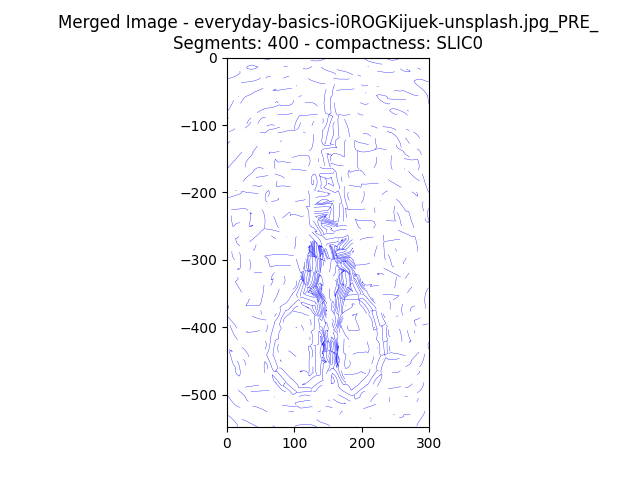 Merged Image - everyday-basics-i0ROGKijuek-unsplash.jpg_PRE_
Segments: 400 - compactness: SLIC0
0
−100
−200
−300
−400
−500
0 100 200 300